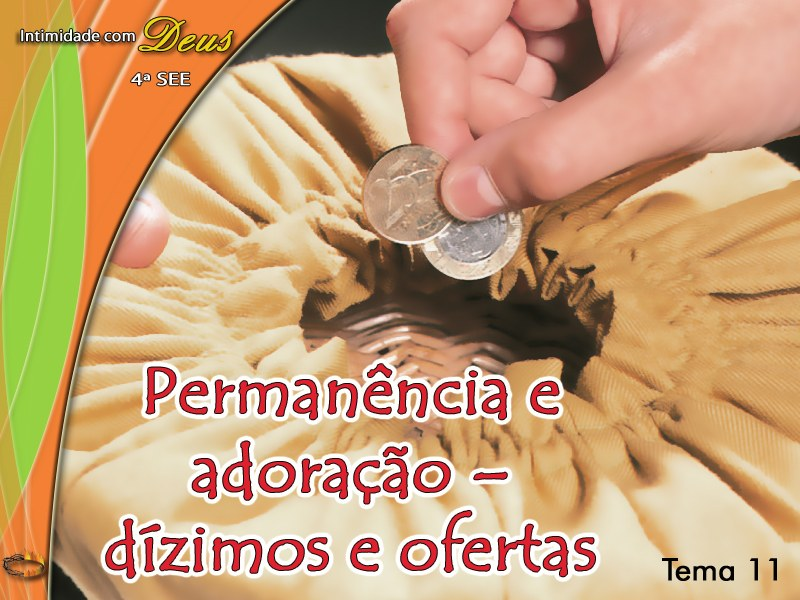 Intimidade com Deus
4ª SEE
Permanência e
adoração –
dízimos e ofertas
Tema 11